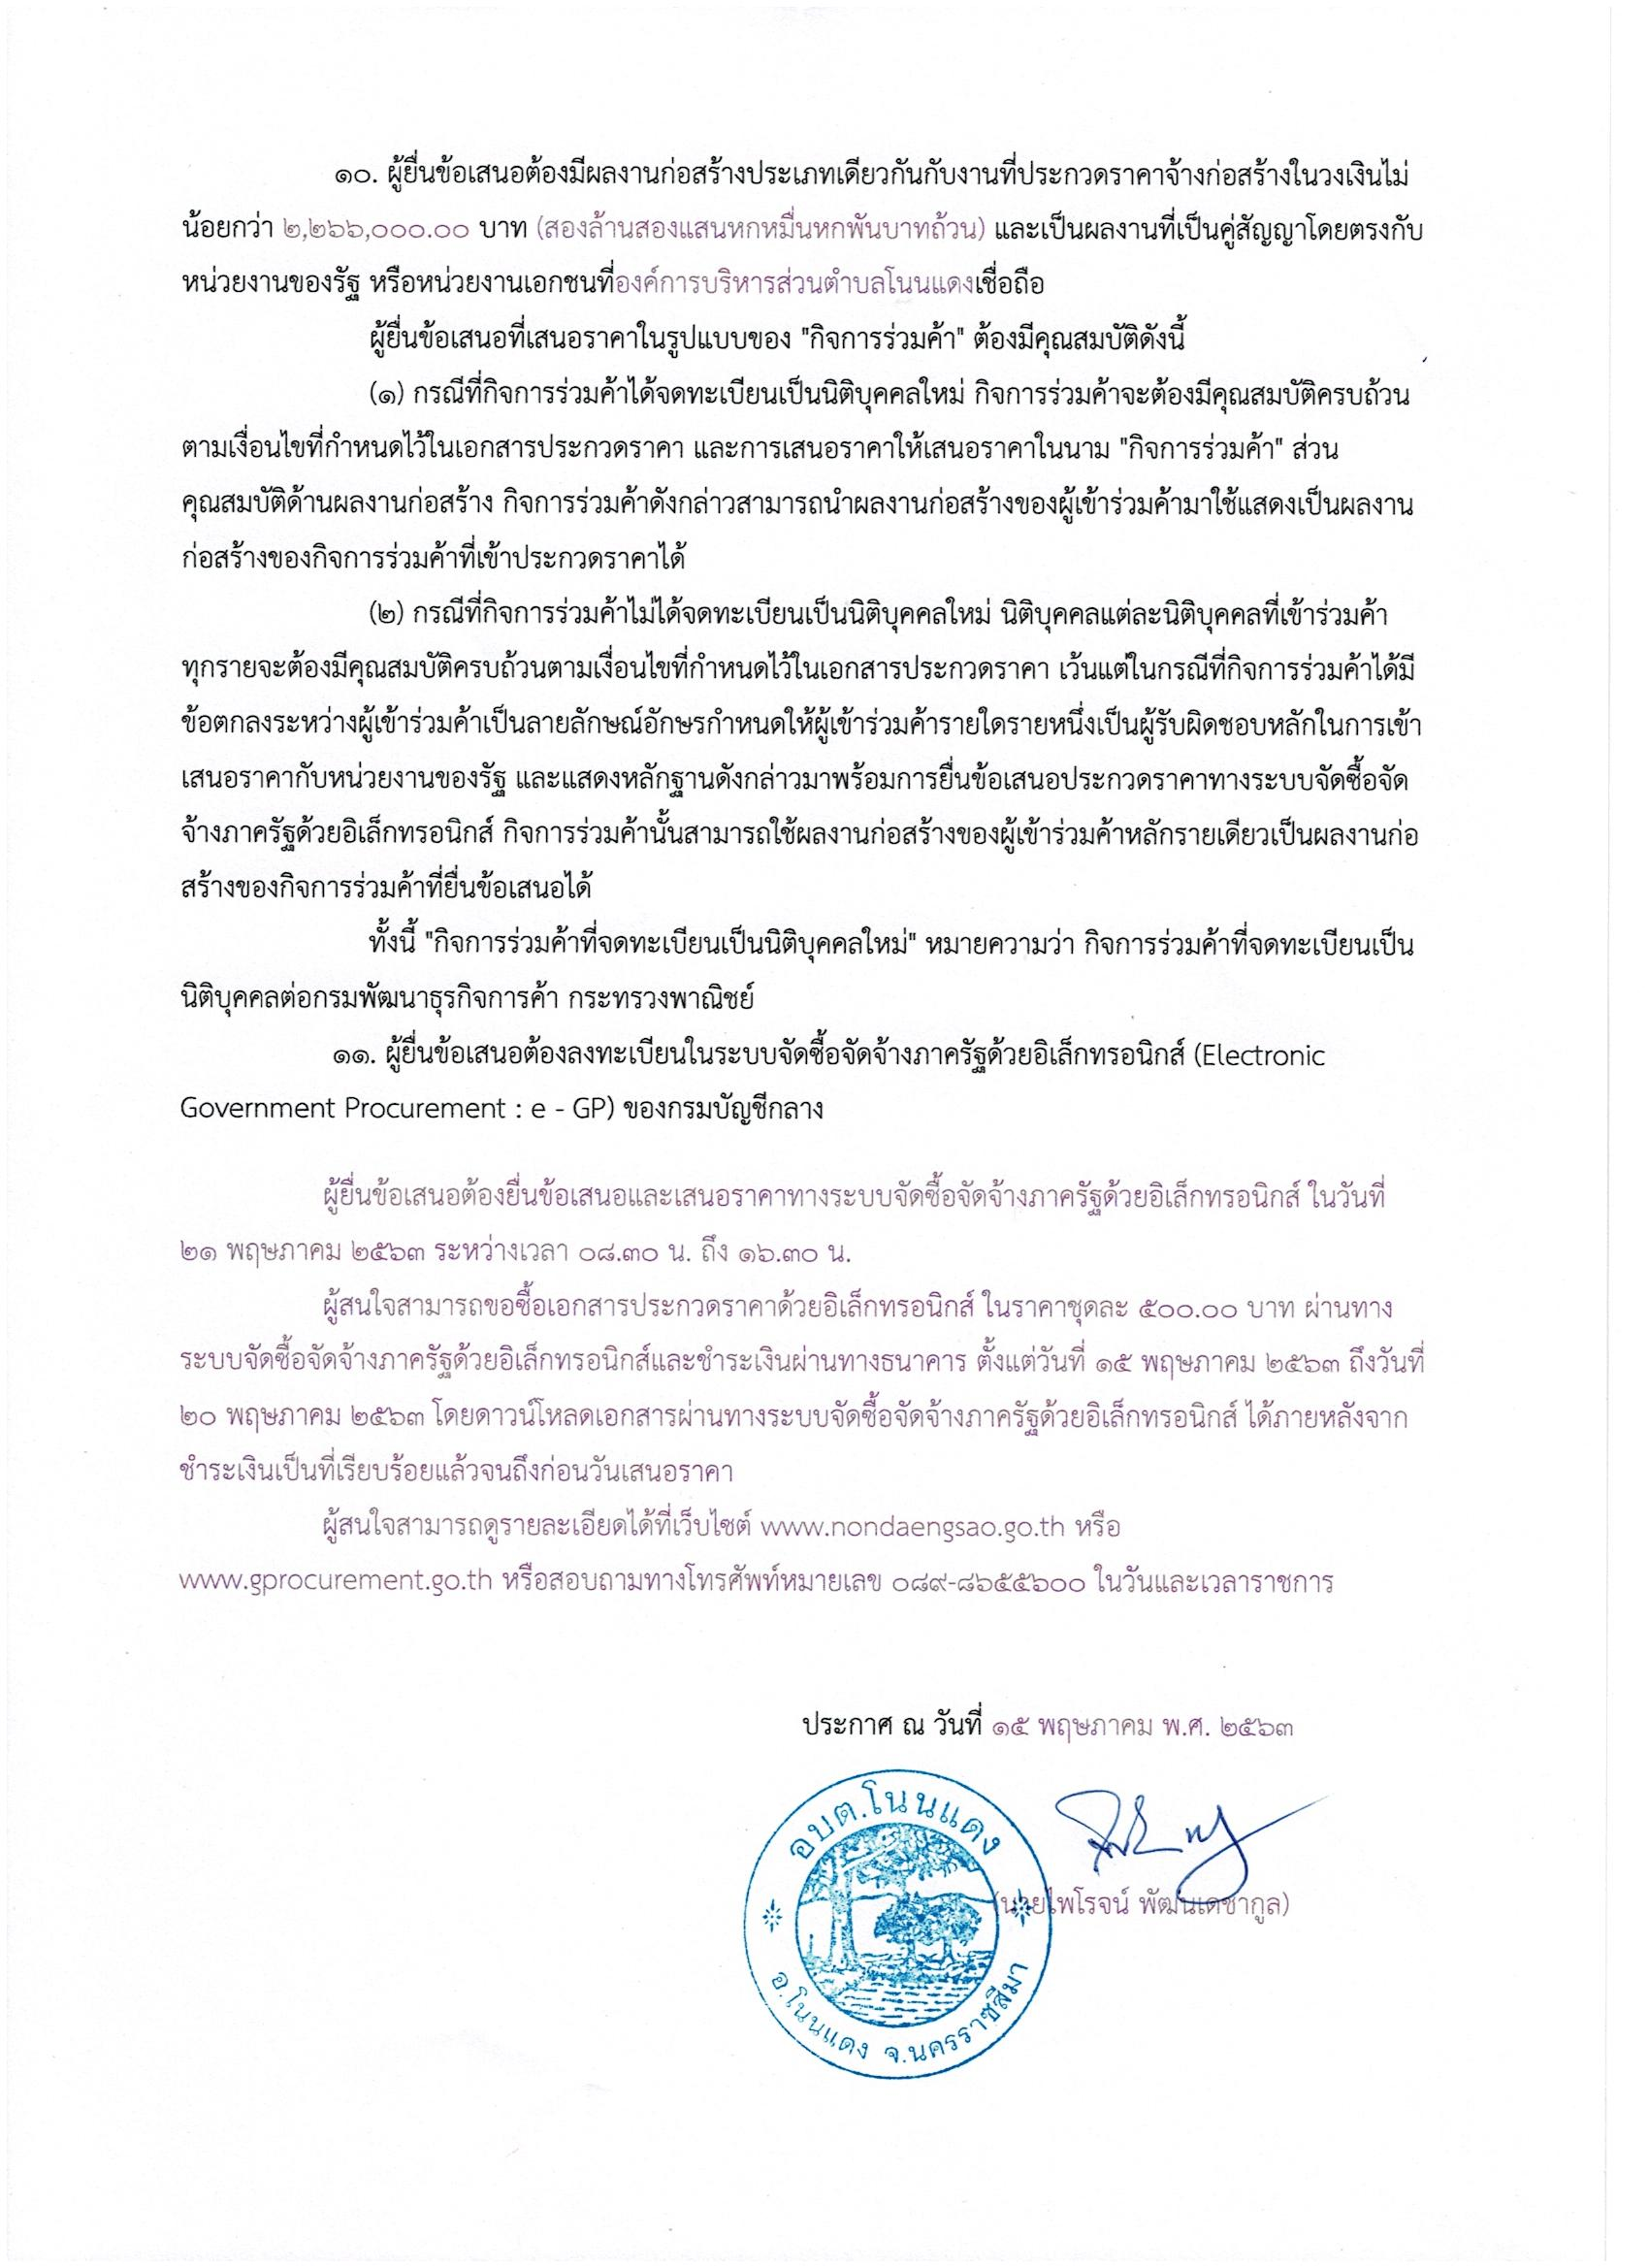 ๑๐. ผู้ยื่นข้อเสนอต้องมีผลงานก่อสร้างประเภทเดียวกันกับงานที่ประกวดราคาจ้างก่อสร้างในวงเงินไม่
น้อยกว่า ๒,๒๖๖,๐๐๐.๐๐ บาท (สองล้านสองแสนหกหมื่นหกพันบาทถ้วน) และเป็นผลงานที่เป็นคู่สัญญาโดยตรงกับ
หน่วยงานของรัฐ หรือหน่วยงานเอกชนที่องค์การบริหารส่วนตำบลโนนแดงเชื่อถือ
ผู้ยื่นข้อเสนอที่เสนอราคาในรูปแบบของ "กิจการร่วมค้า" ต้องมีคุณสมบัติดังนี้
(๑) กรณีที่กิจการร่วมค้าได้จดทะเบียนเป็นนิติบุคคลใหม่ กิจการร่วมค้าจะต้องมีคุณสมบัติครบถ้วน
ตามเงื่อนไขที่กำหนดไว้ในเอกสารประกวดราคา และการเสนอราคาให้เสนอราคาในนาม "กิจการร่วมค้า" ส่วน
คุณสมบัติด้านผลงานก่อสร้าง กิจการร่วมค้าดังกล่าวสามารถนำผลงานก่อสร้างของผู้เข้าร่วมค้ามาใช้แสดงเป็นผลงาน
ก่อสร้างของกิจการร่วมค้าที่เข้าประกวดราคาได้
(๒) กรณีที่กิจการร่วมค้าไม่ได้จดทะเบียนเป็นนิติบุคคลใหม่ นิติบุคคลแต่ละนิติบุคคลที่เข้าร่วมค้า
ทุกรายจะต้องมีคุณสมบัติครบถ้วนตามเงื่อนไขที่กำหนดไว้ในเอกสารประกวดราคา เว้นแต่ในกรณีที่กิจการร่วมค้าได้มี
ข้อตกลงระหว่างผู้เข้าร่วมค้าเป็นลายลักษณ์อักษรกำหนดให้ผู้เข้าร่วมค้ารายใดรายหนึ่งเป็นผู้รับผิดชอบหลักในการเข้า
เสนอราคากับหน่วยงานของรัฐ และแสดงหลักฐานดังกล่าวมาพร้อมการยื่นข้อเสนอประกวดราคาทางระบบจัดซื้อจัด
จ้างภาครัฐด้วยอิเล็กทรอนิกส์ กิจการร่วมค้านั้นสามารถใช้ผลงานก่อสร้างของผู้เข้าร่วมค้าหลักรายเดียวเป็นผลงานก่อ
สร้างของกิจการร่วมค้าที่ยื่นข้อเสนอได้
ทั้งนี้ "กิจการร่วมค้าที่จดทะเบียนเป็นนิติบุคคลใหม่" หมายความว่า กิจการร่วมค้าที่จดทะเบียนเป็น
นิติบุคคลต่อกรมพัฒนาธุรกิจการค้า กระทรวงพาณิชย์
๑๑. ผู้ยื่นข้อเสนอต้องลงทะเบียนในระบบจัดซื้อจัดจ้างภาครัฐด้วยอิเล็กทรอนิกส์ (Electronic
Government Procurement : e - GP) ของกรมบัญชีกลาง
ผู้ยื่นข้อเสนอต้องยื่นข้อเสนอและเสนอราคาทางระบบจัดซื้อจัดจ้างภาครัฐด้วยอิเล็กทรอนิกส์ ในวันที่
๒๑ พฤษภาคม ๒๕๖๓ ระหว่างเวลา ๐๘.๓๐ น. ถึง ๑๖.๓๐ น.
ผู้สนใจสามารถขอซื้อเอกสารประกวดราคาด้วยอิเล็กทรอนิกส์ ในราคาชุดละ ๕๐๐.๐๐ บาท ผ่านทาง
ระบบจัดซื้อจัดจ้างภาครัฐด้วยอิเล็กทรอนิกส์และชำระเงินผ่านทางธนาคาร ตั้งแต่วันที่ ๑๕ พฤษภาคม ๒๕๖๓ ถึงวันที่
๒๐ พฤษภาคม ๒๕๖๓ โดยดาวน์โหลดเอกสารผ่านทางระบบจัดซื้อจัดจ้างภาครัฐด้วยอิเล็กทรอนิกส์ ได้ภายหลังจาก
ชำระเงินเป็นที่เรียบร้อยแล้วจนถึงก่อนวันเสนอราคา
ผู้สนใจสามารถดูรายละเอียดได้ที่เว็บไซต์ www.nondaengsao.go.th หรือ
www.gprocurement.go.th หรือสอบถามทางโทรศัพท์หมายเลข ๐๘๙-๘๖๕๕๖๐๐ ในวันและเวลาราชการ
ประกาศ ณ วันที่ ๑๕ พฤษภาคม พ.ศ. ๒๕๖๓
อบต.โนนแดง
(นายไพโรจน์ พัฒนเดชากูล)
อ.โนนแดง จ.นครราชสีมา